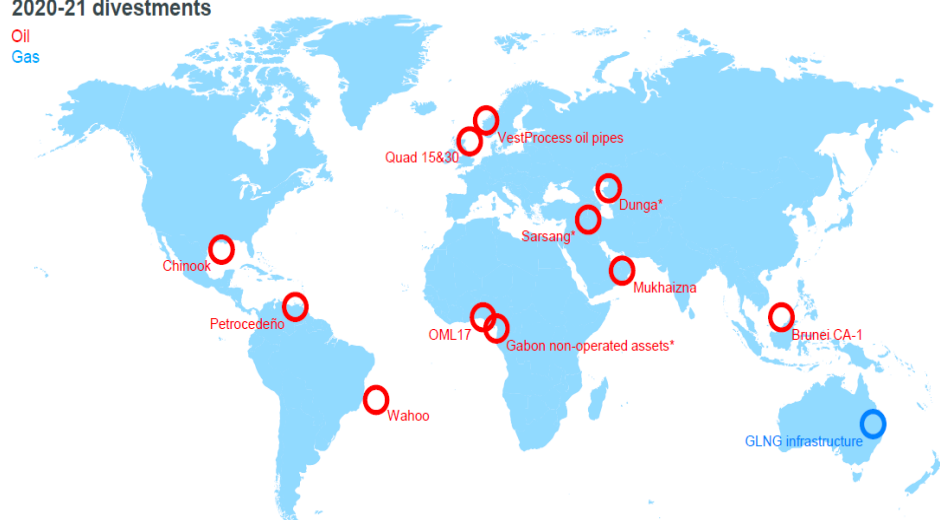 2020-21 divestments
Oil
Gas
VestProcess oil pipes
Quad 15&30
Dunga*
Sarsang*
Chinook
Mukhaizna
Petrocedeño
OML17
Gabon non-operated assets*
Brunei CA-1
Wahoo
GLNG infrastructure